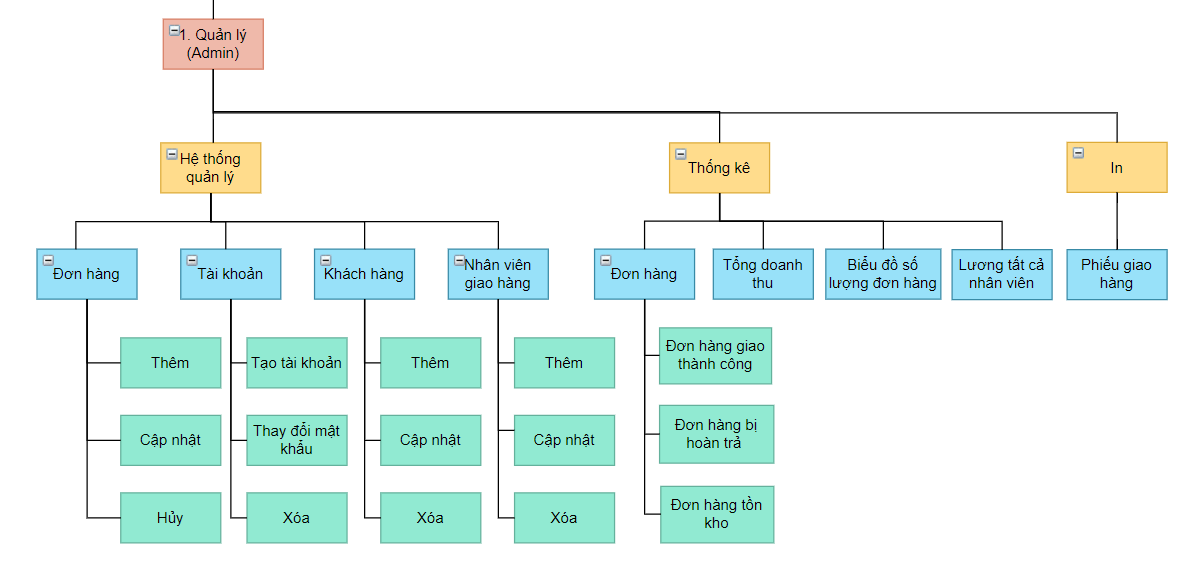 1. Quản lý
(Admin)
Hệ thống
quản lý
Thống kê
In
Đơn hàng
Tài khoản
Khách hàng
Nhân viên
giao hàng
Đơn hàng
Tổng doanh
thu
Biểu đồ số
lượng đơn hàng
Lương tất cả
nhân viên
Phiếu giao
hàng
Thêm
Tạo tài khoản
Thêm
Thêm
Đơn hàng giao
thành công
Cập nhật
Thay đổi mật
khẩu
Cập nhật
Cập nhật
Đơn hàng bị
hoàn trả
Hủy
Xóa
Xóa
Xóa
Đơn hàng tồn
kho